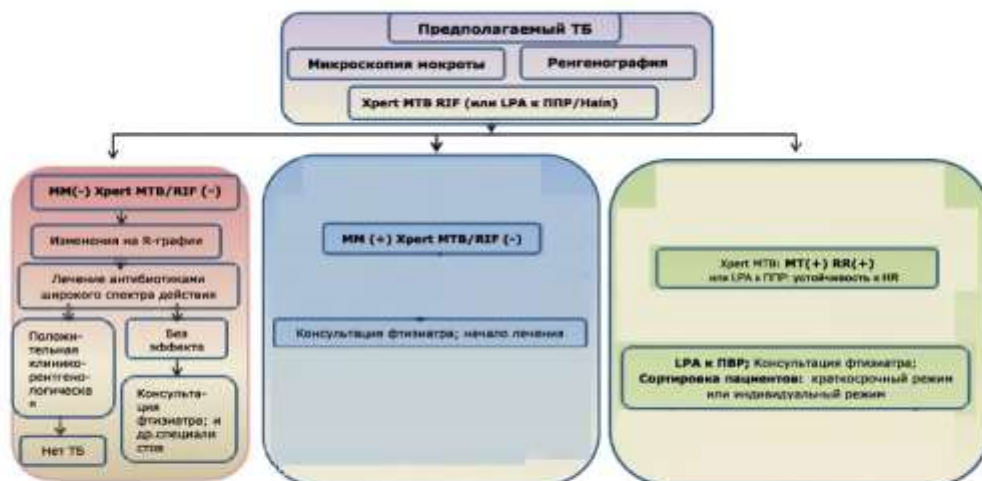 Предполагаемый ТБ
Микроскопия мокроты
Ренгенография
Xpert MTB RIF (или LPA к ППР/Hain)
ММ(-) Xpert MTB/RIF (-)
Изменения на R-графии
Лечение антибиотиками
широкого спектра действия
Положи-
тельная
клинико-
рентгено-
логическая
Нет ТБ
Без
эффекта
Консульта-
ция
фтизиатра; и
др.специали
стов
ММ (+) Xpert MTB/RIF (-)
Консультация фтизиатра; начало лечения
Xpert MTB: MT(+) RR(+)
или LPA к ППР: устойчивость к HR
LPA к ПВР; Консультация фтизиатра;
Сортировка пациентов: краткосрочный режим
или индивидуальный режим